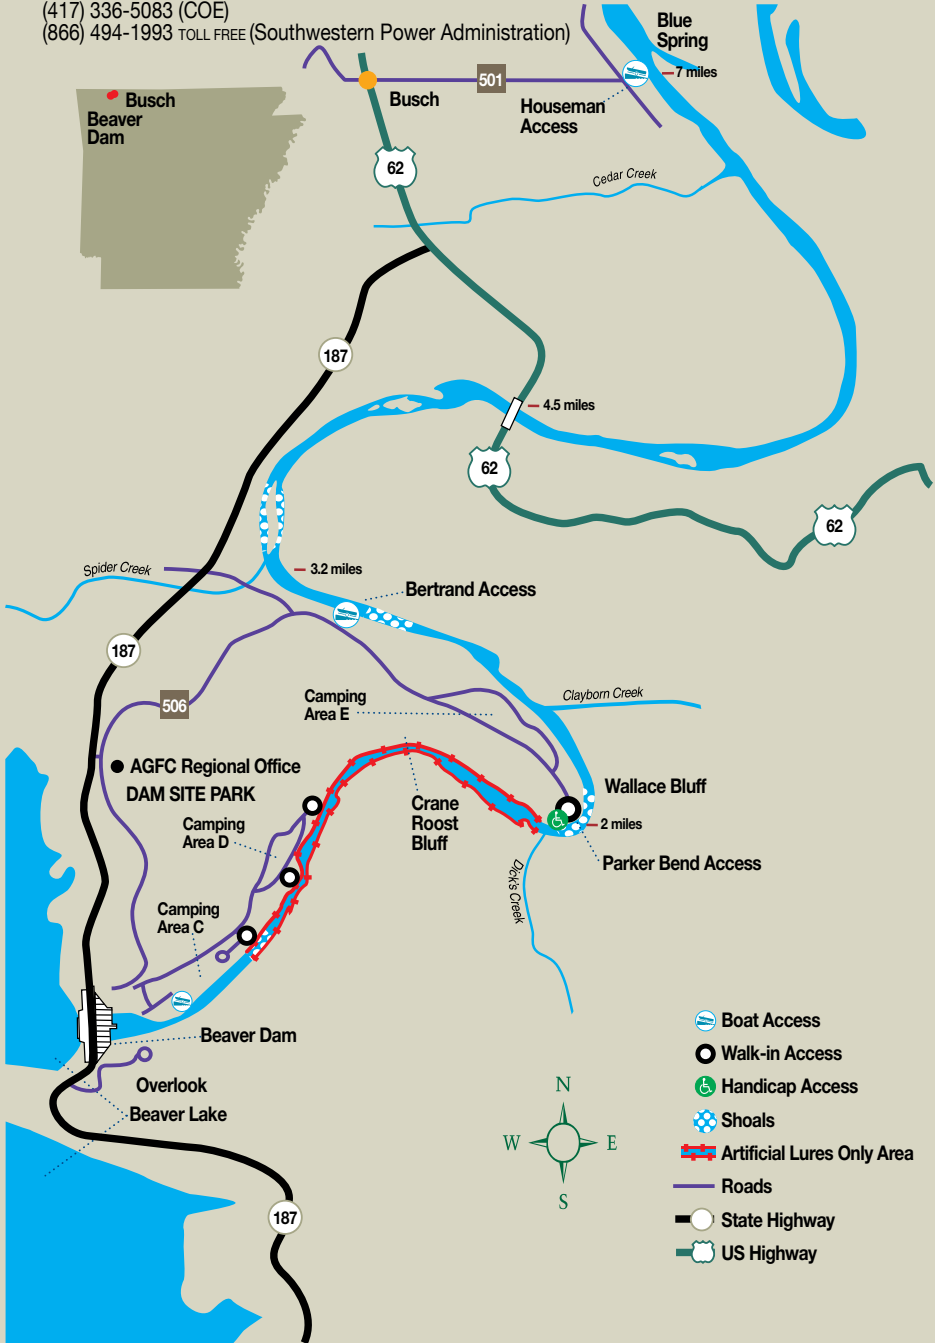 (417) 336-5083 (COE)
(866) 494-1993 TOLL FREE (Southwestern Power Administration)
Blue
Spring
7 miles
501
Busch
Houseman
Access
Busch
Beaver
Dam
62
Cedar Creek
187
4.5 miles
62
62
Spider Creek
3.2 miles
Bertrand Access
187
506
Camping
Area E
Clayborn Creek
AGFC Regional Office
DAM SITE PARK
Wallace Bluff
Crane
Roost
Bluff
Camping
Area D
2 miles
Parker Bend Access
Dick's Creek
Camping
Area C
Beaver Dam
Overlook
Beaver Lake
187
N
W
E
S
Boat Access
Walk-in Access
Handicap Access
Shoals
Artificial Lures Only Area
Roads
State Highway
US Highway